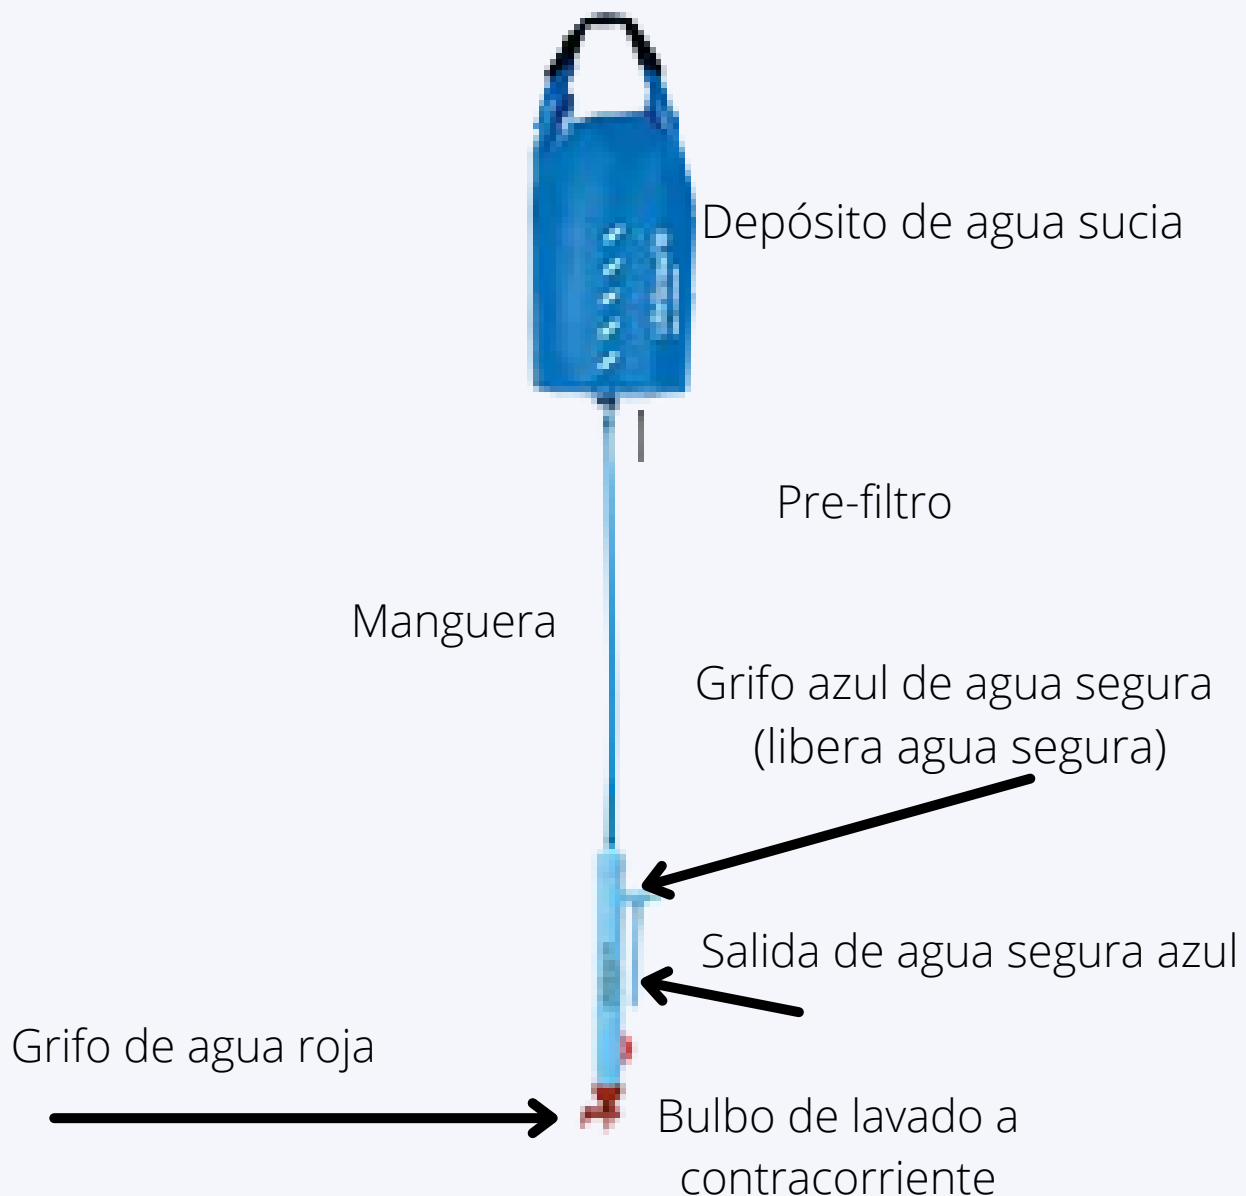 Depósito de agua sucia
Pre-filtro
Manguera
Grifo azul de agua segura
(libera agua segura)
Salida de agua segura azul
Grifo de agua roja
Bulbo de lavado a
contracorriente